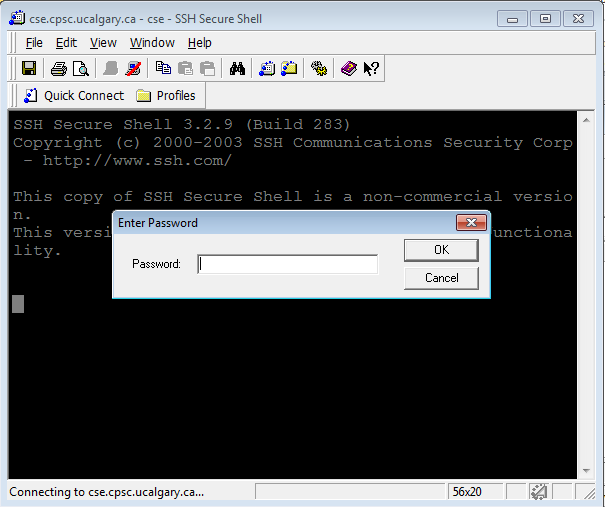 cse.cpsc.ucalgary.ca - cse - SSH Secure Shell
File Edit View Window Help
Quick Connect Profiles
SSH Secure Shell 3.2.9 (Build 283)
Copyright (c) 2000-2003 SSH Communications Security Corp
- http://www.ssh.com/
This copy of SSH Secure Shell is a non-commercial versio
n.
This versi
unctiona
lity.
Enter Password
Password:
OK
Cancel
Connecting to cse.cpsc.ucalgary.ca...
56x20